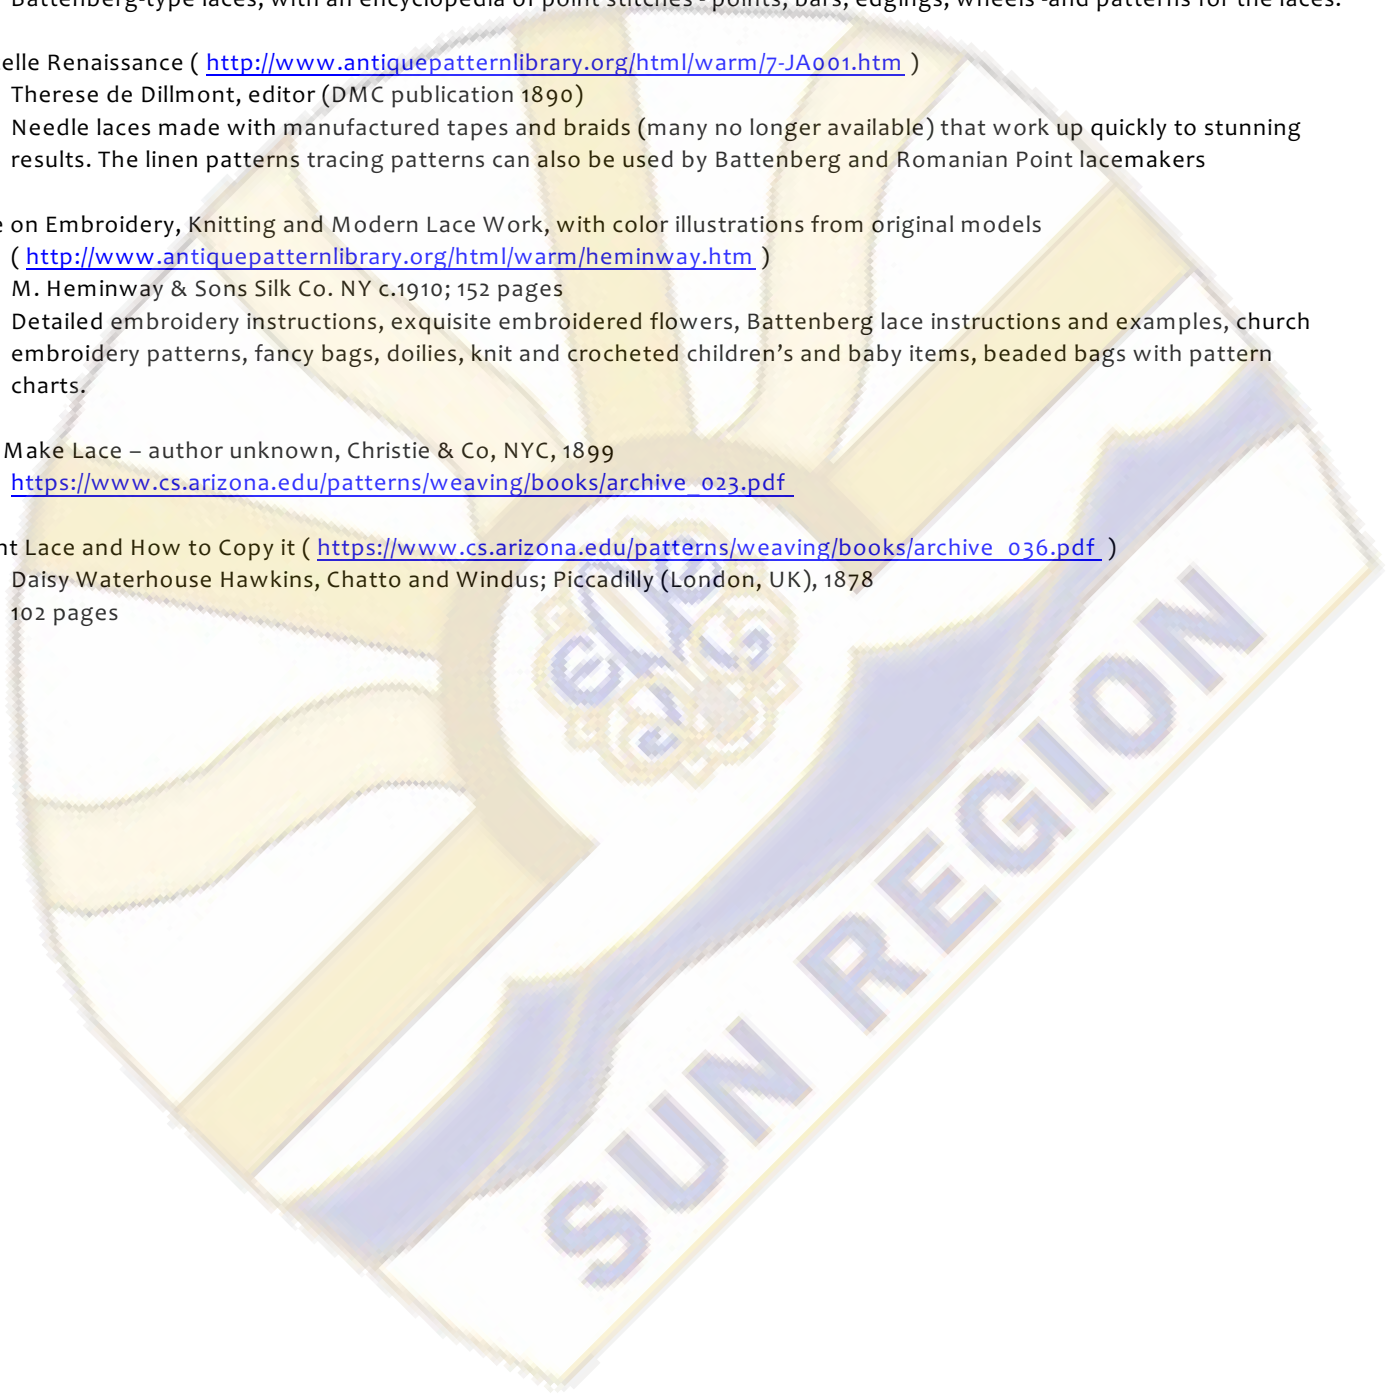 Battenberg-type laces, with an encyclopedia of point stitches - points, bars, edgings, wheels -and patterns for the laces.
elle Renaissance ( http://www.antiquepatternlibrary.org/html/warm/7-JA001.htm )
Therese de Dillmont, editor (DMC publication 1890)
Needle laces made with manufactured tapes and braids (many no longer available) that work up quickly to stunning
results. The linen patterns tracing patterns can also be used by Battenberg and Romanian Point lacemakers
e on Embroidery, Knitting and Modern Lace Work, with color illustrations from original models
( http://www.antiquepatternlibrary.org/html/warm/heminway.htm )
M. Heminway & Sons Silk Co. NY c.1910; 152 pages
Detailed embroidery instructions, exquisite embroidered flowers, Battenberg lace instructions and examples, church
embroidery patterns, fancy bags, doilies, knit and crocheted children’s and baby items, beaded bags with pattern
charts.
Make Lace – author unknown, Christie & Co, NYC, 1899
https://www.cs.arizona.edu/patterns/weaving/books/archive_023.pdf
nt Lace and How to Copy it ( https://www.cs.arizona.edu/patterns/weaving/books/archive_036.pdf )
Daisy Waterhouse Hawkins, Chatto and Windus; Piccadilly (London, UK), 1878
102 pages
SUN REGION